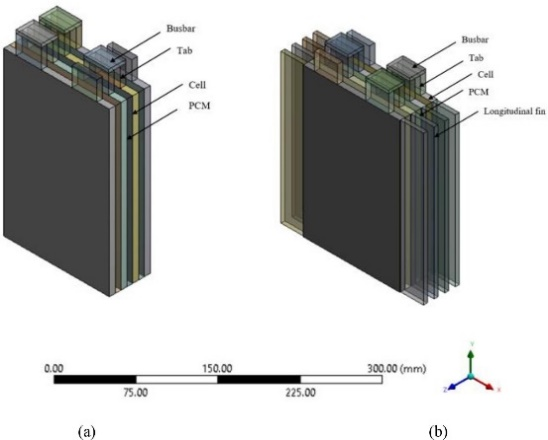 Busbar
Tab
Cell
PCM
Busbar
Tab
Cell
PCM
Longitudinal fin
0.00 150.00 300.00 (mm)
75.00 225.00
Y
Z X
(a) (b)